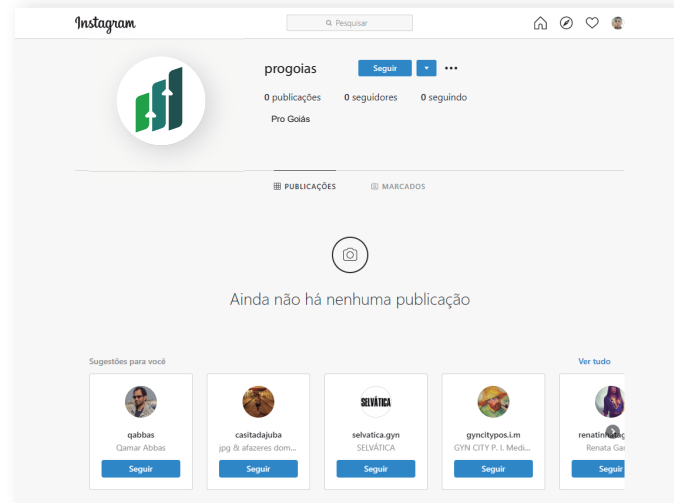 Instagram
Pesquisar
progoias Seguir
0 publicações 0 seguidores 0 seguindo
Pro Goiás
PUBLICAÇÕES MARCADOS
Ainda não há nenhuma publicação
Sugestões para você Ver tudo
SELVÁTICA
qabbas casitadajuba selvatica.gyn gyncitypos.i.m
Qamar Abbas jpg & afazeres dom... SELVÁTICA GYN CITY P. I. Medi... Renata Gar
Seguir Seguir Seguir Seguir Seguir